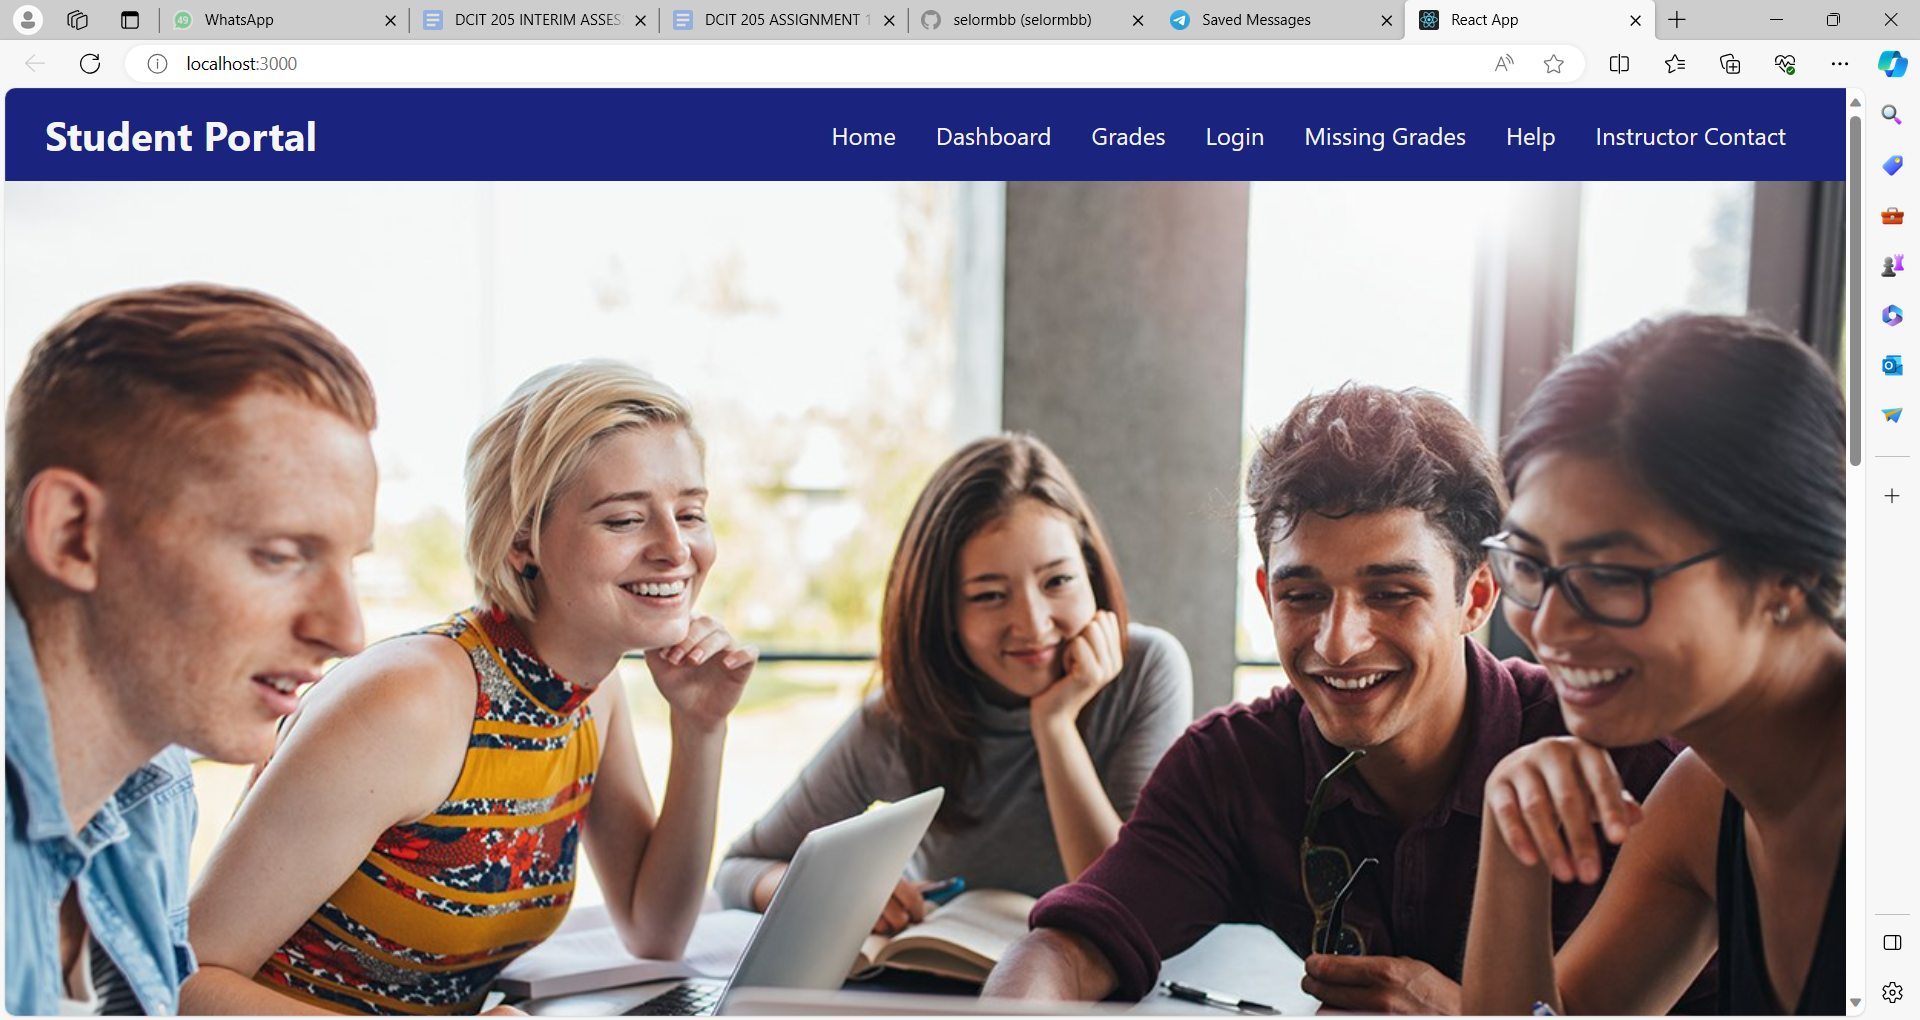 49 WhatsApp DCIT 205 INTERIM ASSES DCIT 205 ASSIGNMENT 1 selormbb (selormbb) Saved Messages React App
localhost:3000
Student Portal Home Dashboard Grades Login Missing Grades Help Instructor Contact